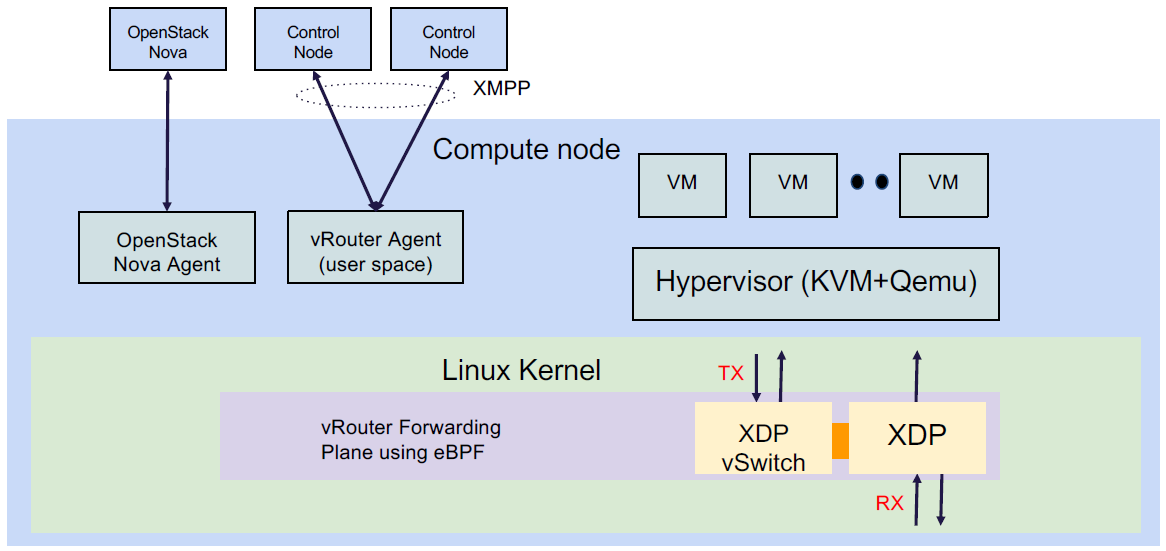 OpenStack
Nova
Control
Node
Control
Node
XMPP
Compute node
VM
VM
VM
OpenStack
Nova Agent
vRouter Agent
(user space)
Hypervisor (KVM+Qemu)
Linux Kernel
TX
vRouter Forwarding
Plane using eBPF
XDP
vSwitch
XDP
RX